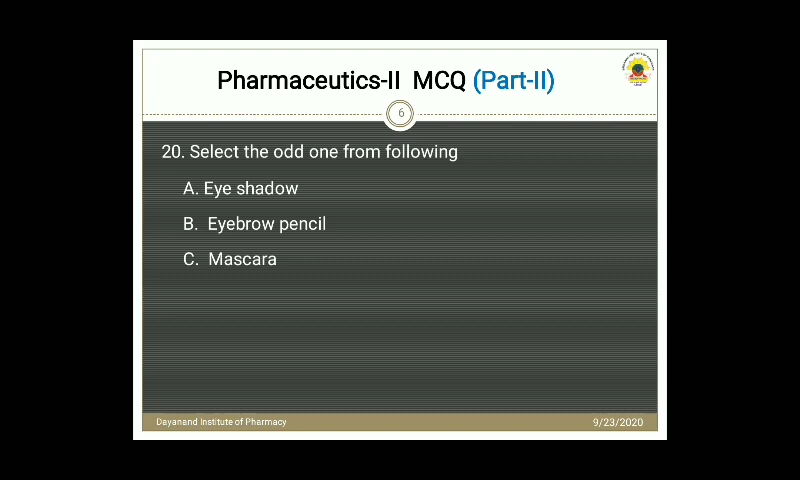 Pharmaceutics-II MCQ (Part-II)
6
20. Select the odd one from following
A. Eye shadow
B. Eyebrow pencil
C. Mascara
Dayanand Institute of Pharmacy
9/23/2020